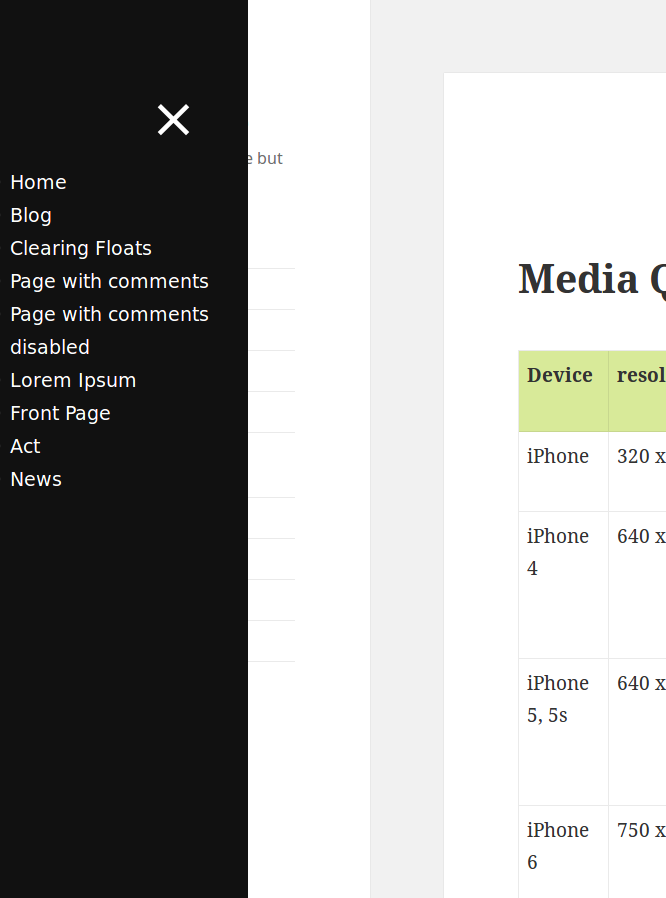 e but
Home
Blog
Clearing Floats
Page with comments
Page with comments
disabled
Lorem Ipsum
Front Page
Act
News
Media
Device resol
iPhone 320 x
iPhone 640 x
4
iPhone 640 x
5, 5s
iPhone 750 x
6